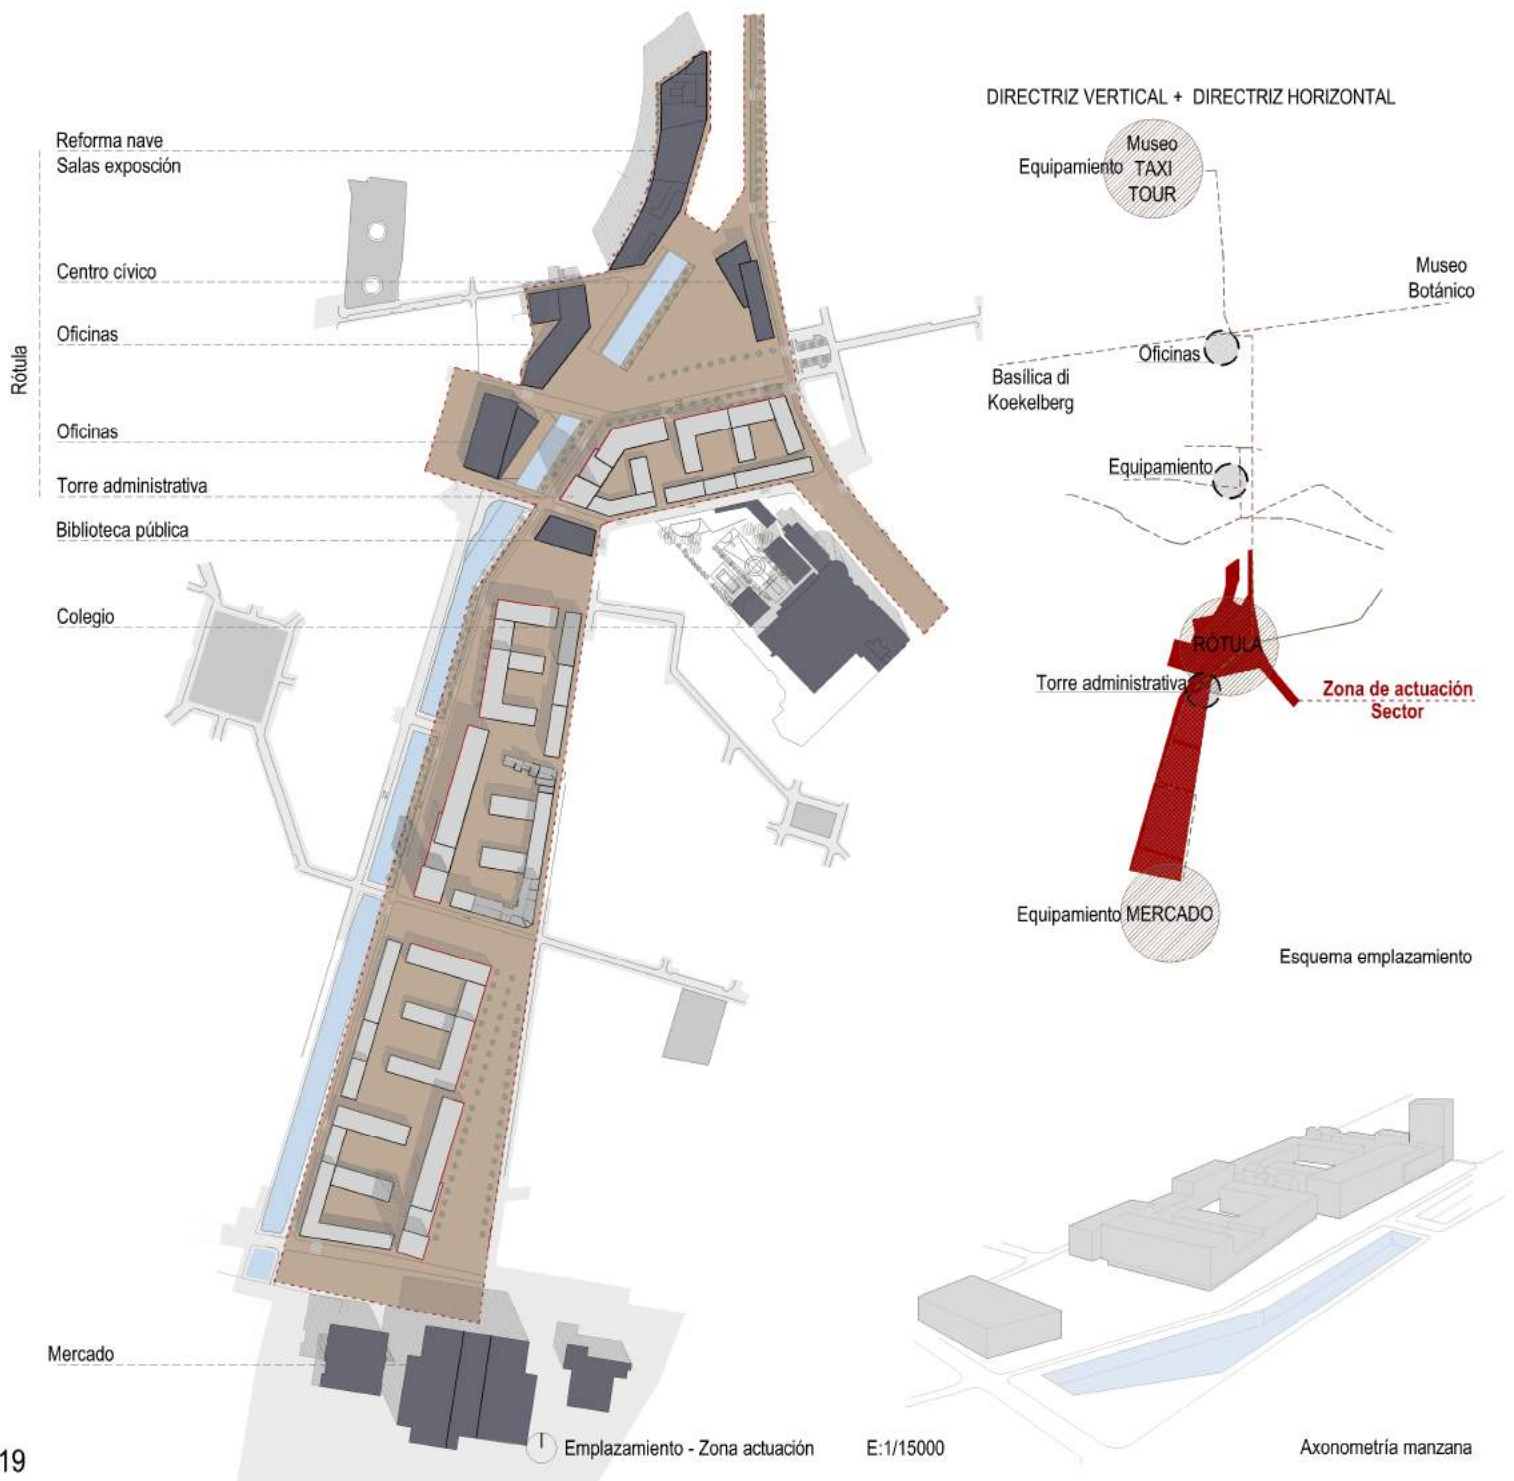 Reforma nave
Salas exposción
Centro cívico
Oficinas
Rótula
Oficinas
Torre administrativa
Biblioteca pública
Colegio
Mercado
DIRECTRIZ VERTICAL + DIRECTRIZ HORIZONTAL
Equipamiento
Museo
TAXI
TOUR
Museo
Botánico
Oficinas
Basílica di
Koekelberg
Equipamiento
RÓTULA
Torre administrativa
Zona de actuación
Sector
Equipamiento MERCADO
Esquema emplazamiento
Emplazamiento - Zona actuación
E:1/15000
Axonometría manzana
19